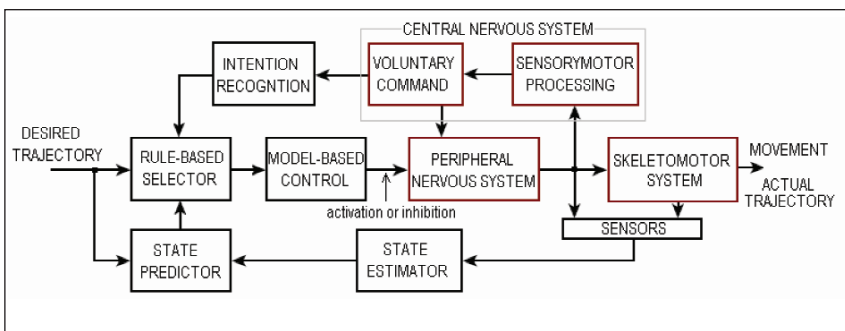 CENTRAL NERVOUS SYSTEM
INTENTION
RECOGNTION
VOLUNTARY
COMMAND
SENSORYMOTOR
PROCESSING
DESIRED
TRAJECTORY
RULE-BASED
SELECTOR
MODEL-BASED
CONTROL
activation or inhibition
PERIPHERAL
NERVOUS SYSTEM
SKELETOMOTOR
SYSTEM
MOVEMENT
ACTUAL
TRAJECTORY
SENSORS
STATE
PREDICTOR
STATE
ESTIMATOR